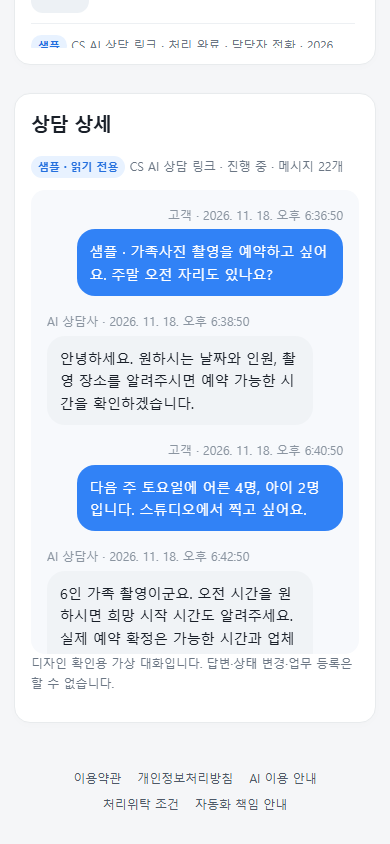 샘플 CS AI 상담 링크 · 처리 완료 · 담당자 전화 · 2026.
상담 상세
샘플 · 읽기 전용 CS AI 상담 링크 · 진행 중 · 메시지 22개
고객 · 2026. 11. 18. 오후 6:36:50
샘플 · 가족사진 촬영을 예약하고 싶어
요. 주말 오전 자리도 있나요?
AI 상담사 · 2026. 11. 18. 오후 6:38:50
안녕하세요. 원하시는 날짜와 인원, 촬
영 장소를 알려주시면 예약 가능한 시
간을 확인하겠습니다.
고객 · 2026. 11. 18. 오후 6:40:50
다음 주 토요일에 어른 4명, 아이 2명
입니다. 스튜디오에서 찍고 싶어요.
AI 상담사 · 2026. 11. 18. 오후 6:42:50
6인 가족 촬영이군요. 오전 시간을 원
하시면 희망 시작 시간도 알려주세요.
실제 예약 확정은 가능한 시간과 업체
디자인 확인용 가상 대화입니다. 답변·상태 변경·업무 등록은
할 수 없습니다.
이용약관 개인정보처리방침 AI 이용 안내
처리위탁 조건 자동화 책임 안내